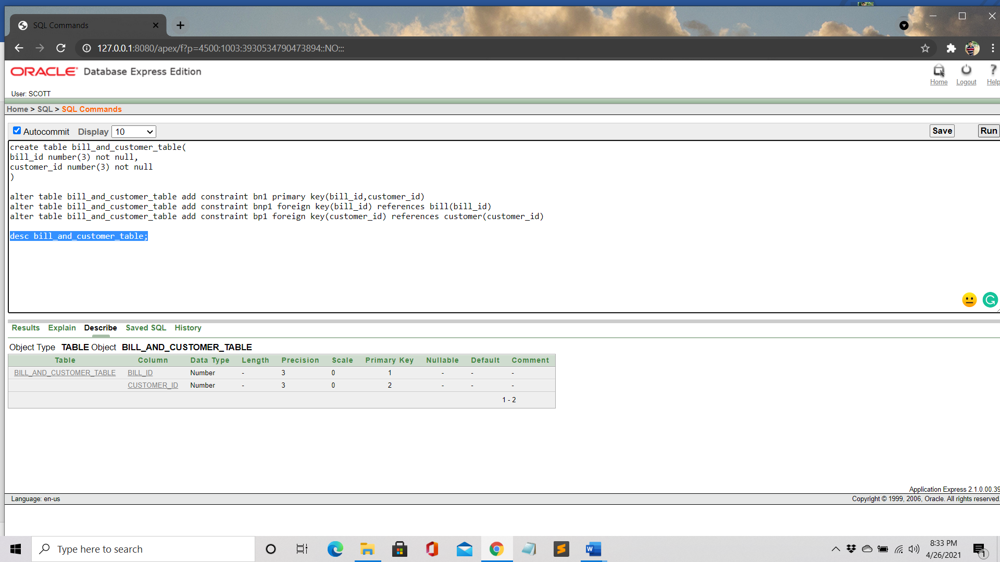 SQL Commands
127.0.0.1:8080/apex/f?p=4500:1003:3930534790473894::NO:::
ORACLE Database Express Edition
Home Logout Help
User: SCOTT
Home > SQL > SQL Commands
Autocommit Display 10 Save Run
create table bill_and_customer_table(
bill_id number(3) not null,
customer_id number(3) not null
)
alter table bill_and_customer_table add constraint bn1 primary key(bill_id,customer_id)
alter table bill_and_customer_table add constraint bnp1 foreign key(bill_id) references bill(bill_id)
alter table bill_and_customer_table add constraint bp1 foreign key(customer_id) references customer(customer_id)
desc bill_and_customer_table;
Results Explain Describe Saved SQL History
Object Type TABLE Object BILL_AND_CUSTOMER_TABLE
Table Column Data Type Length Precision Scale Primary Key Nullable Default Comment
BILL_AND_CUSTOMER_TABLE BILL_ID Number - 3 0 1 - - -
CUSTOMER_ID Number - 3 0 2 - - -
1 - 2
Application Express 2.1.0.00.39
Language: en-us Copyright © 1999, 2006, Oracle. All rights reserved.
Type here to search
8:33 PM
4/26/2021
1